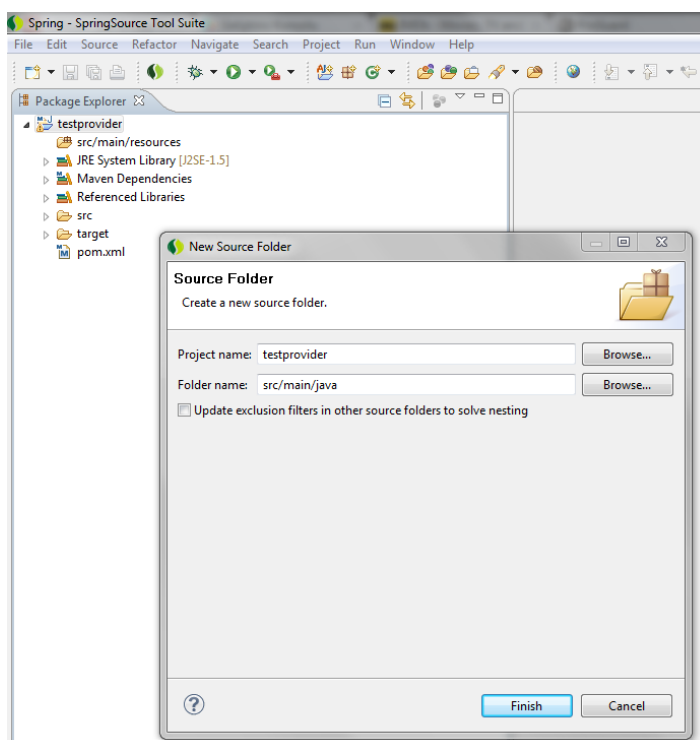 Spring - SpringSource Tool Suite
File Edit Source Refactor Navigate Search Project Run Window Help
Package Explorer
testprovider
src/main/resources
JRE System Library [J2SE-1.5]
Maven Dependencies
Referenced Libraries
src
target
pom.xml
New Source Folder
Source Folder
Create a new source folder.
Project name: testprovider Browse...
Folder name: src/main/java Browse...
Update exclusion filters in other source folders to solve nesting
Finish Cancel